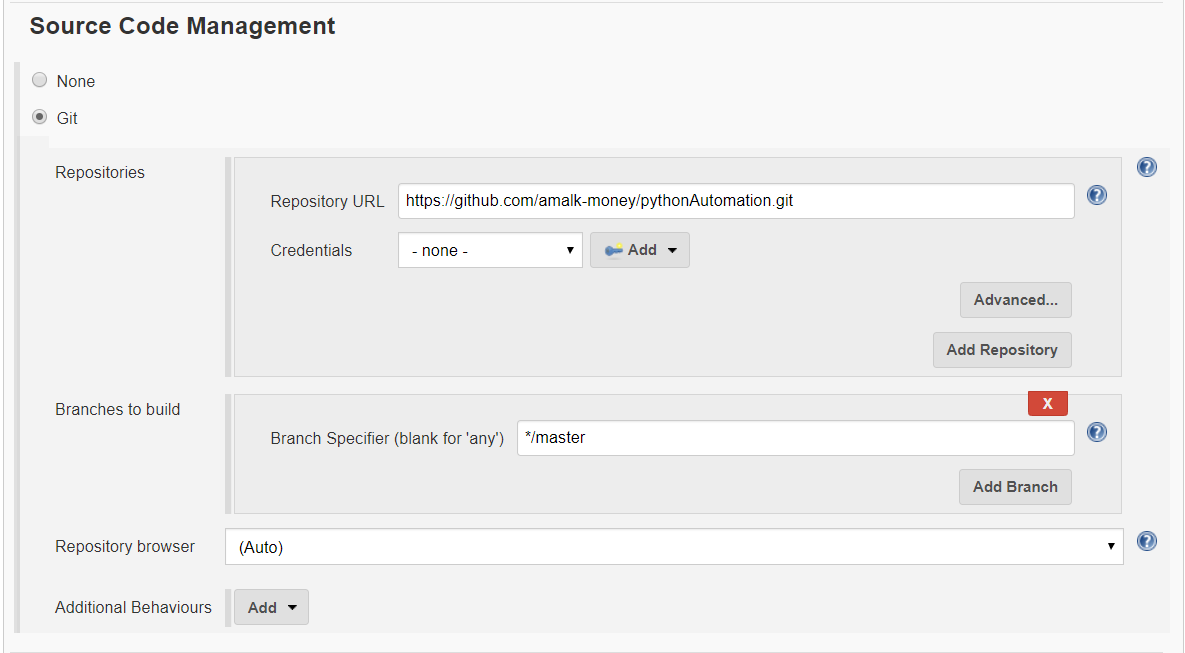 Source Code Management
None
Git
Repositories
Repository URL https://github.com/amalk-money/pythonAutomation.git
Credentials - none - Add
Advanced...
Add Repository
Branches to build
X
Branch Specifier (blank for 'any') */master
Add Branch
Repository browser (Auto)
Additional Behaviours Add